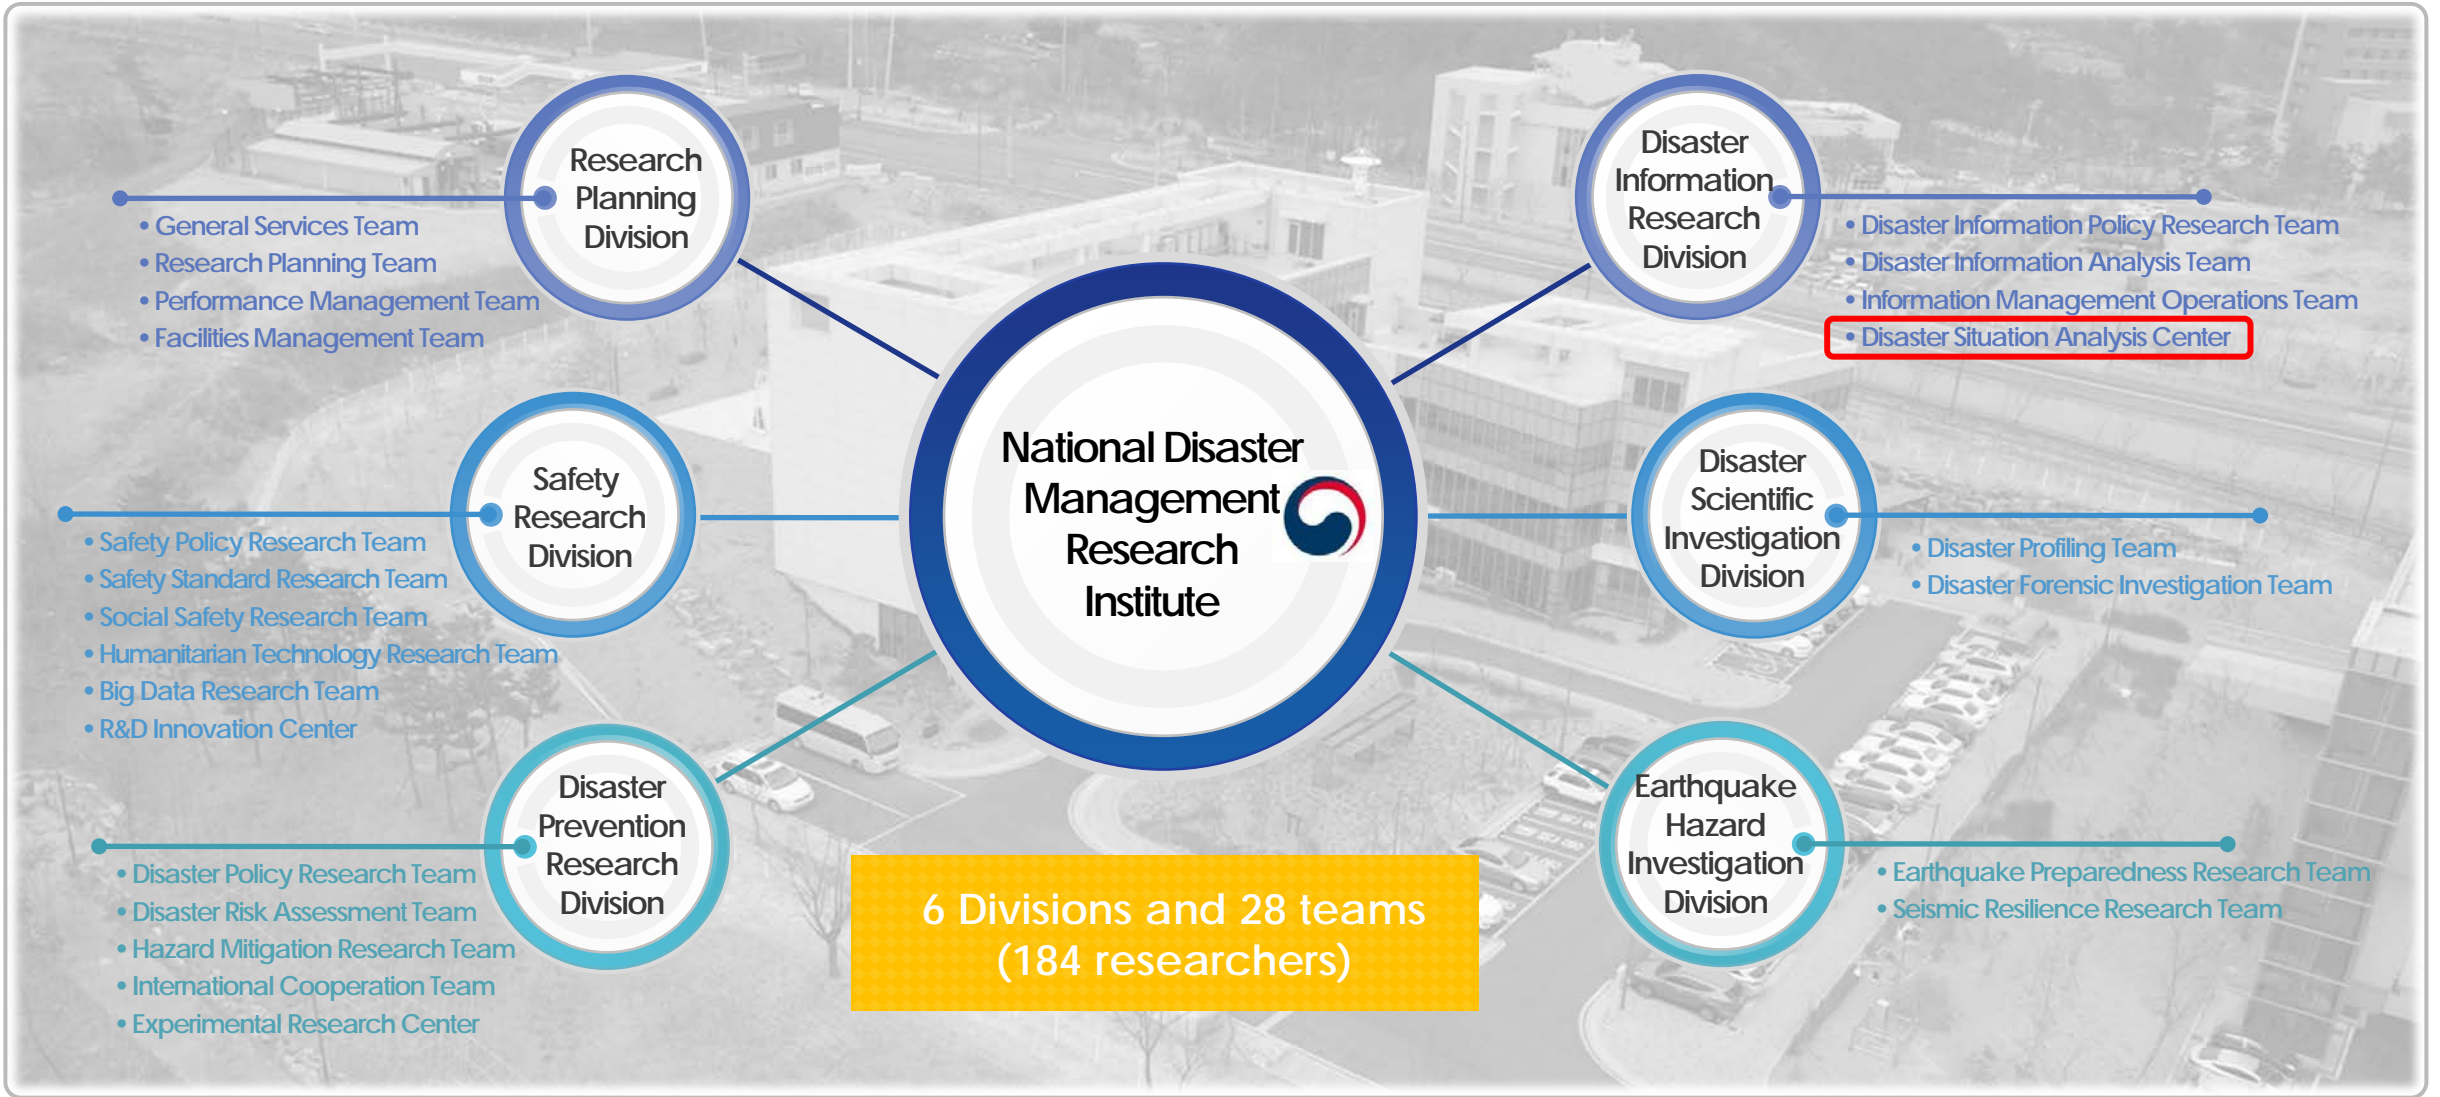 Research
Planning
Division
• General Services Team
• Research Planning Team
• Performance Management Team
• Facilities Management Team
Safety
Research
Division
• Safety Policy Research Team
• Safety Standard Research Team
• Social Safety Research Team
• Humanitarian Technology Research Team
• Big Data Research Team
• R&D Innovation Center
Disaster
Prevention
Research
Division
• Disaster Policy Research Team
• Disaster Risk Assessment Team
• Hazard Mitigation Research Team
• International Cooperation Team
• Experimental Research Center
National Disaster
Management
Research
Institute
6 Divisions and 28 teams
(184 researchers)
Disaster
Information
Research
Division
• Disaster Information Policy Research Team
• Disaster Information Analysis Team
• Information Management Operations Team
• Disaster Situation Analysis Center
Disaster
Scientific
Investigation
Division
• Disaster Profiling Team
• Disaster Forensic Investigation Team
Earthquake
Hazard
Investigation
Division
• Earthquake Preparedness Research Team
• Seismic Resilience Research Team